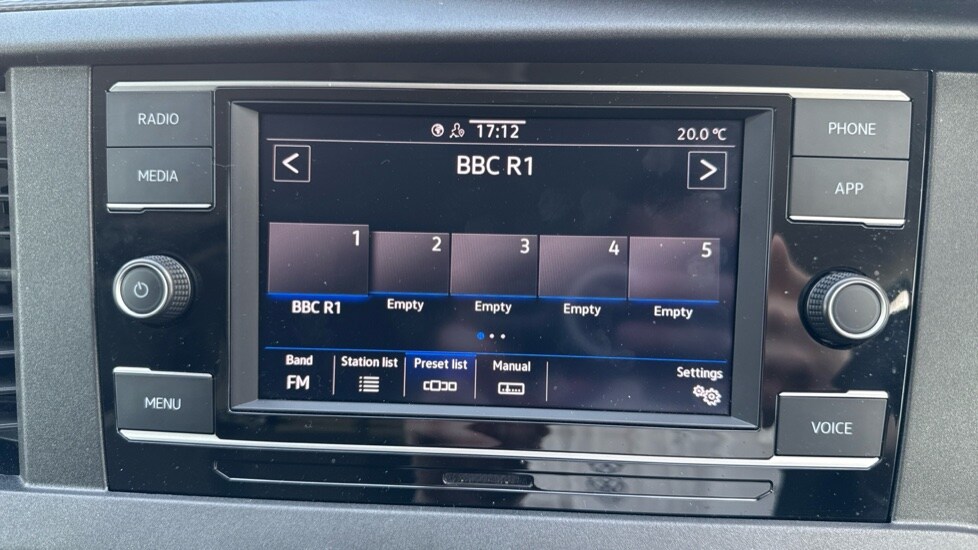 RADIO
MEDIA
MENU
PHONE
APP
VOICE
17:12
20.0 °C
<
BBC R1
>
1
2
3
4
5
BBC R1
Empty
Empty
Empty
Empty
Band
FM
Station list
Preset list
Manual
Settings